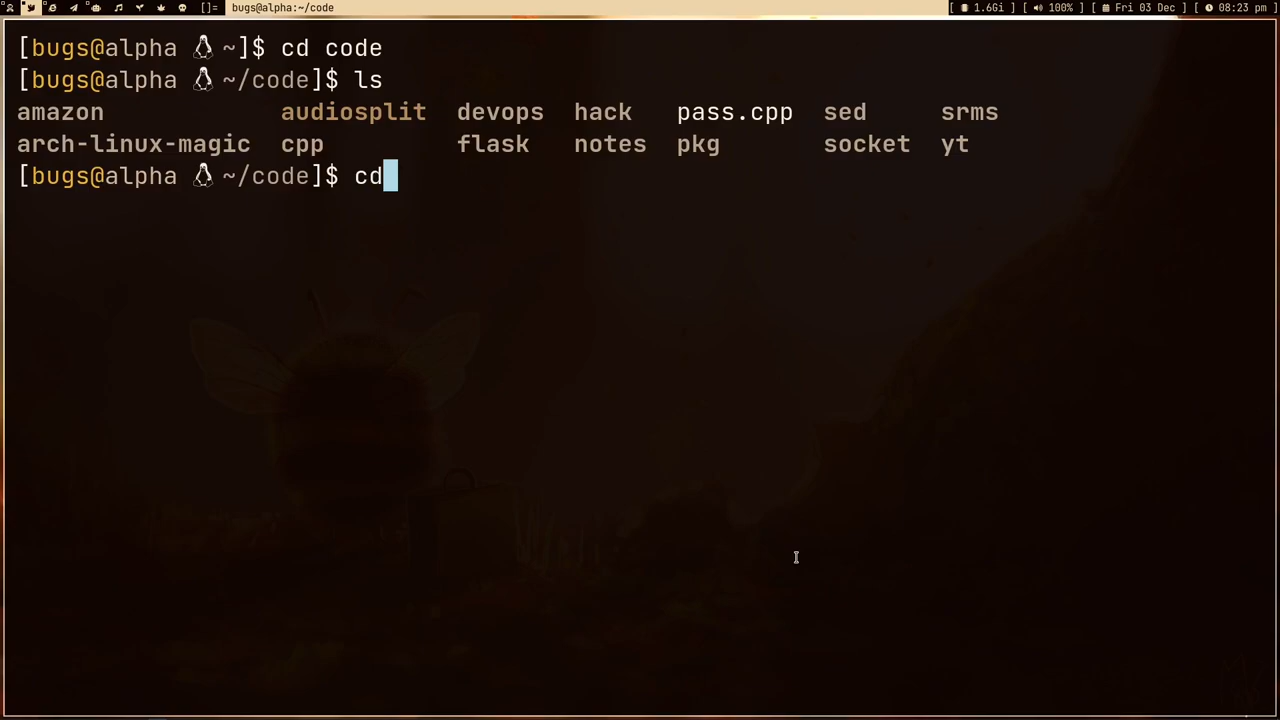 []= bugs@alpha:~/code [ 1.6Gi ] [ 100% ] [ Fri 03 Dec ] [ 08:23 pm ]
[bugs@alpha ~]$ cd code
[bugs@alpha ~/code]$ ls
amazon audiosplit devops hack pass.cpp sed srms
arch-linux-magic cpp flask notes pkg socket yt
[bugs@alpha ~/code]$ cd